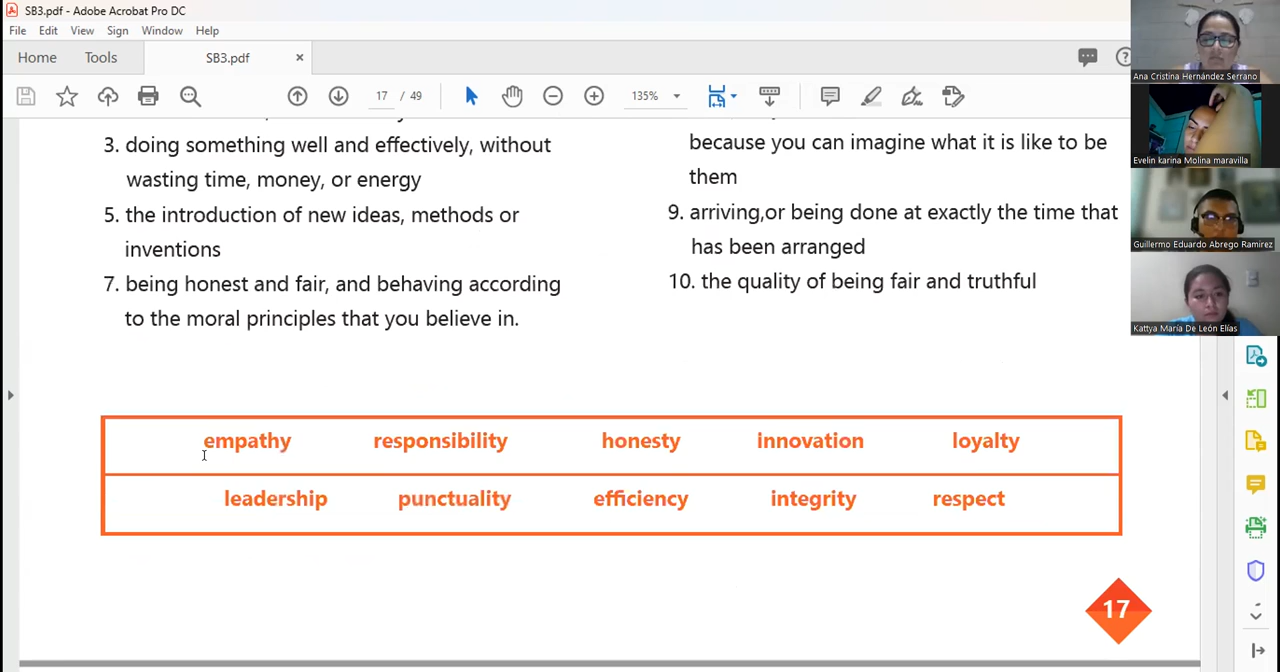 SB3.pdf - Adobe Acrobat Pro DC
File Edit View Sign Window Help
Home Tools SB3.pdf ×
17 / 49 135%
3. doing something well and effectively, without
wasting time, money, or energy
5. the introduction of new ideas, methods or
inventions
7. being honest and fair, and behaving according
to the moral principles that you believe in.
because you can imagine what it is like to be
them
9. arriving,or being done at exactly the time that
has been arranged
10. the quality of being fair and truthful
empathy responsibility honesty innovation loyalty
leadership punctuality efficiency integrity respect
17
Ana Cristina Hernández Serrano
Evelin karina Molina maravilla
Guillermo Eduardo Abrego Ramirez
Kattya María De León Elías